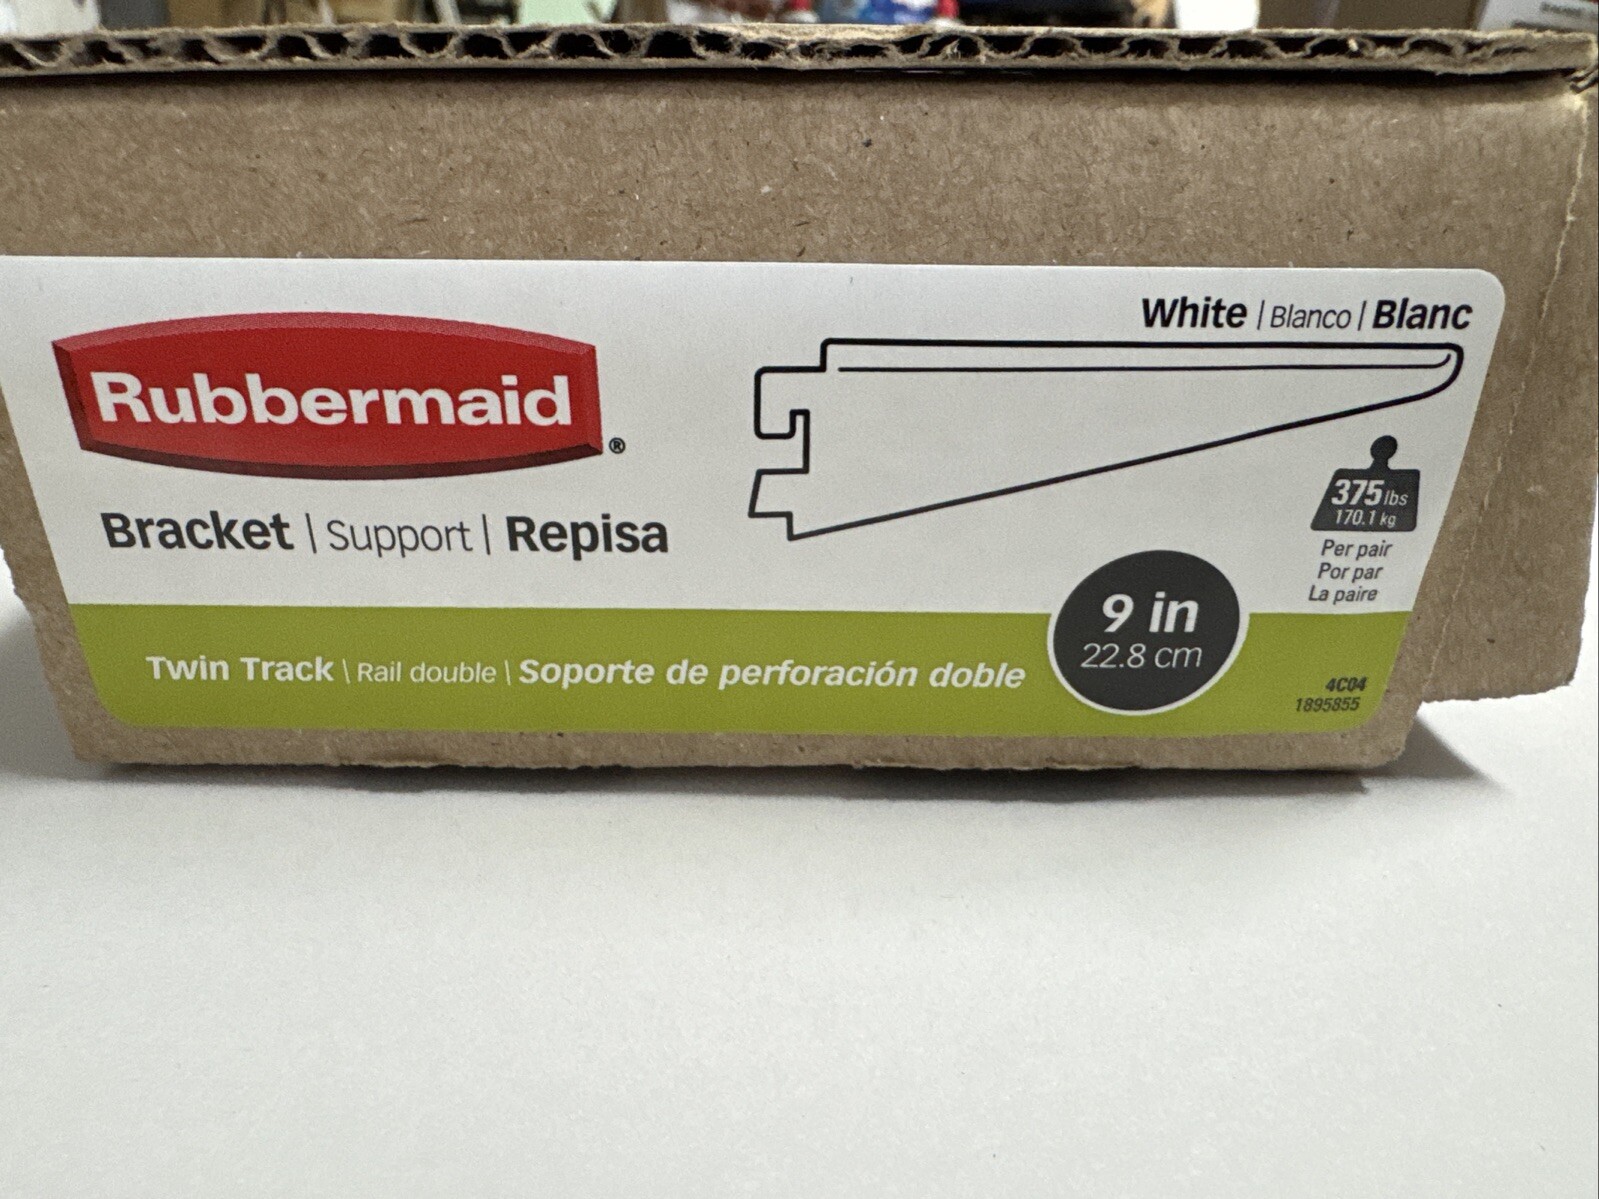 White | Blanco | Blanc
Rubbermaid®
Bracket | Support | Repisa
375 lbs
170.1 kg
Per pair
Por par
La paire
9 in
22.8 cm
Twin Track | Rail double | Soporte de perforación doble
4C04
1895855